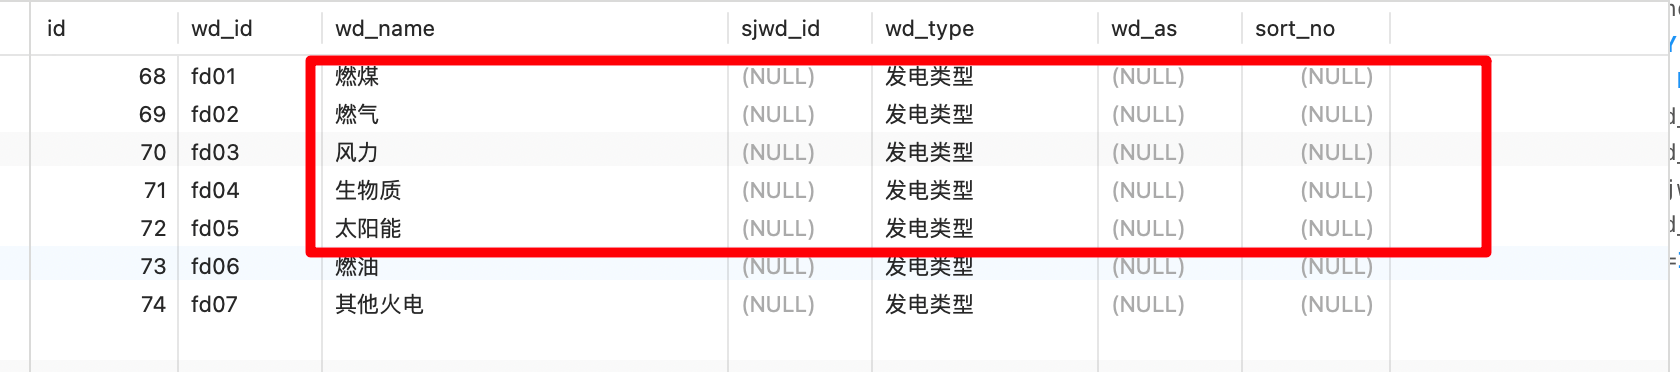 id wd_id wd_name sjwd_id wd_type wd_as sort_no
68 fd01 燃煤 (NULL) 发电类型 (NULL) (NULL)
69 fd02 燃气 (NULL) 发电类型 (NULL) (NULL)
70 fd03 风力 (NULL) 发电类型 (NULL) (NULL)
71 fd04 生物质 (NULL) 发电类型 (NULL) (NULL)
72 fd05 太阳能 (NULL) 发电类型 (NULL) (NULL)
73 fd06 燃油 (NULL) 发电类型 (NULL) (NULL)
74 fd07 其他火电 (NULL) 发电类型 (NULL) (NULL)